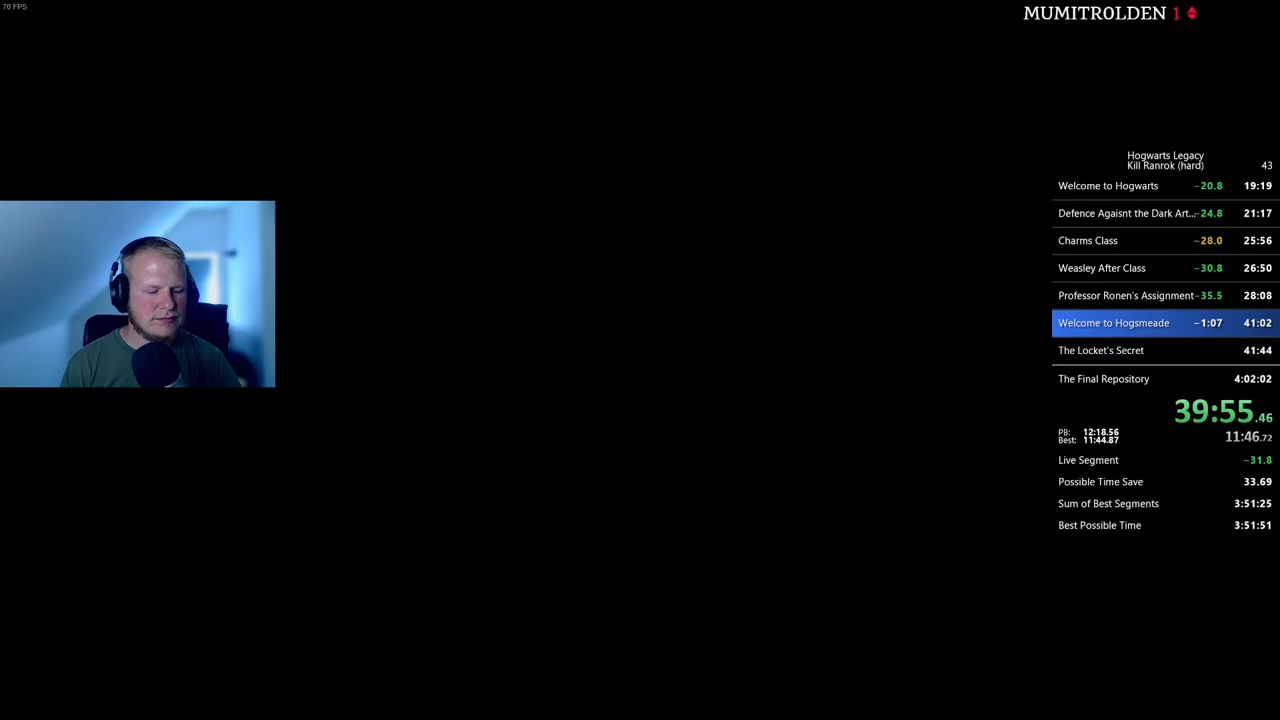 70 FPS
MUMITROLDEN 1
Hogwarts Legacy
Kill Ranrok (hard) 43
Welcome to Hogwarts -20.8 19:19
Defence Agaisnt the Dark Art... -24.8 21:17
Charms Class -28.0 25:56
Weasley After Class -30.8 26:50
Professor Ronen's Assignment -35.5 28:08
Welcome to Hogsmeade -1:07 41:02
The Locket's Secret 41:44
The Final Repository 4:02:02
39:55.46
PB: 12:18.56
Best: 11:44.87
11:46.72
Live Segment -31.8
Possible Time Save 33.69
Sum of Best Segments 3:51:25
Best Possible Time 3:51:51